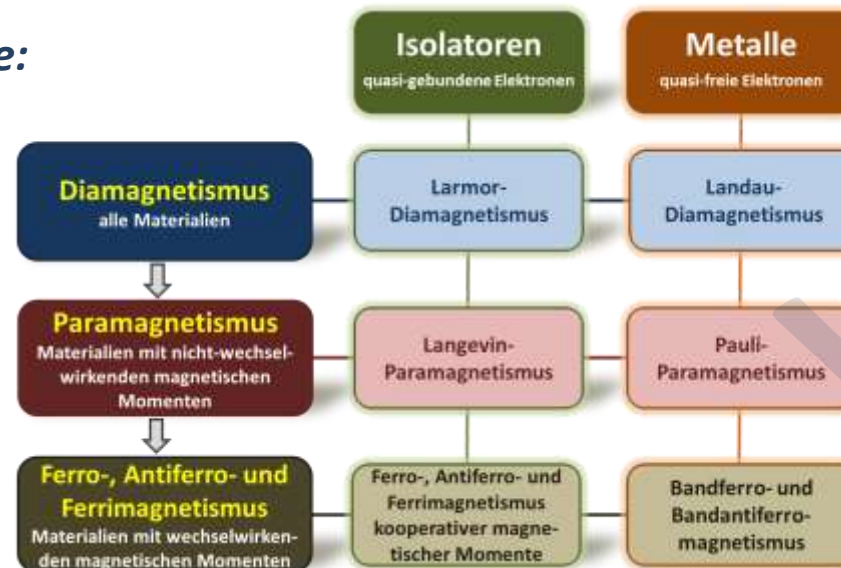 e:
Isolatoren
quasi-gebundene Elektronen
Metalle
quasi-freie Elektronen
Diamagnetismus
alle Materialien
Larmor-
Diamagnetismus
Landau-
Diamagnetismus
Paramagnetismus
Materialien mit nicht-wechsel-
wirkenden magnetischen
Momenten
Langevin-
Paramagnetismus
Pauli-
Paramagnetismus
Ferro-, Antiferro- und
Ferrimagnetismus
Materialien mit wechselwirken-
den magnetischen Momenten
Ferro-, Antiferro- und
Ferrimagnetismus
kooperativer magne-
tischer Momente
Bandferro- und
Bandantiferro-
magnetismus